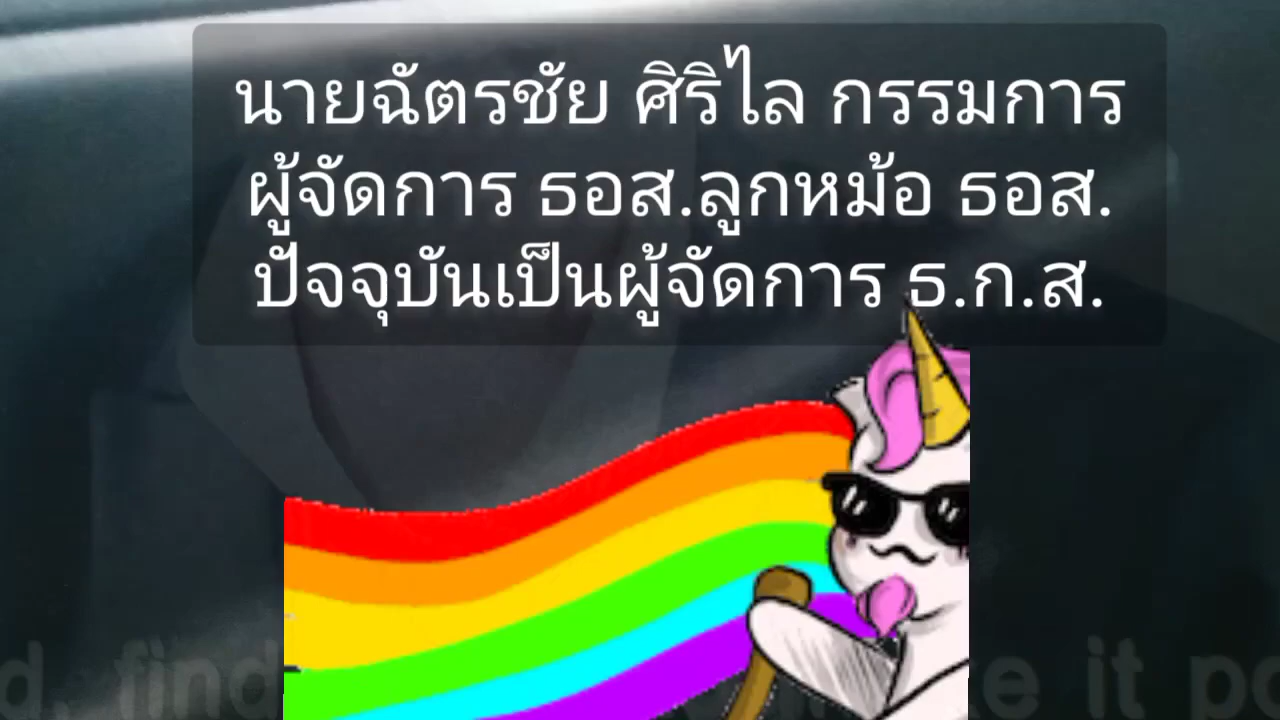 นายฉัตรชัย ศิริไล กรรมการ
ผู้จัดการ ธอส.ลูกหม้อ ธอส.
ปัจจุบันเป็นผู้จัดการ ธ.ก.ส.
find
it